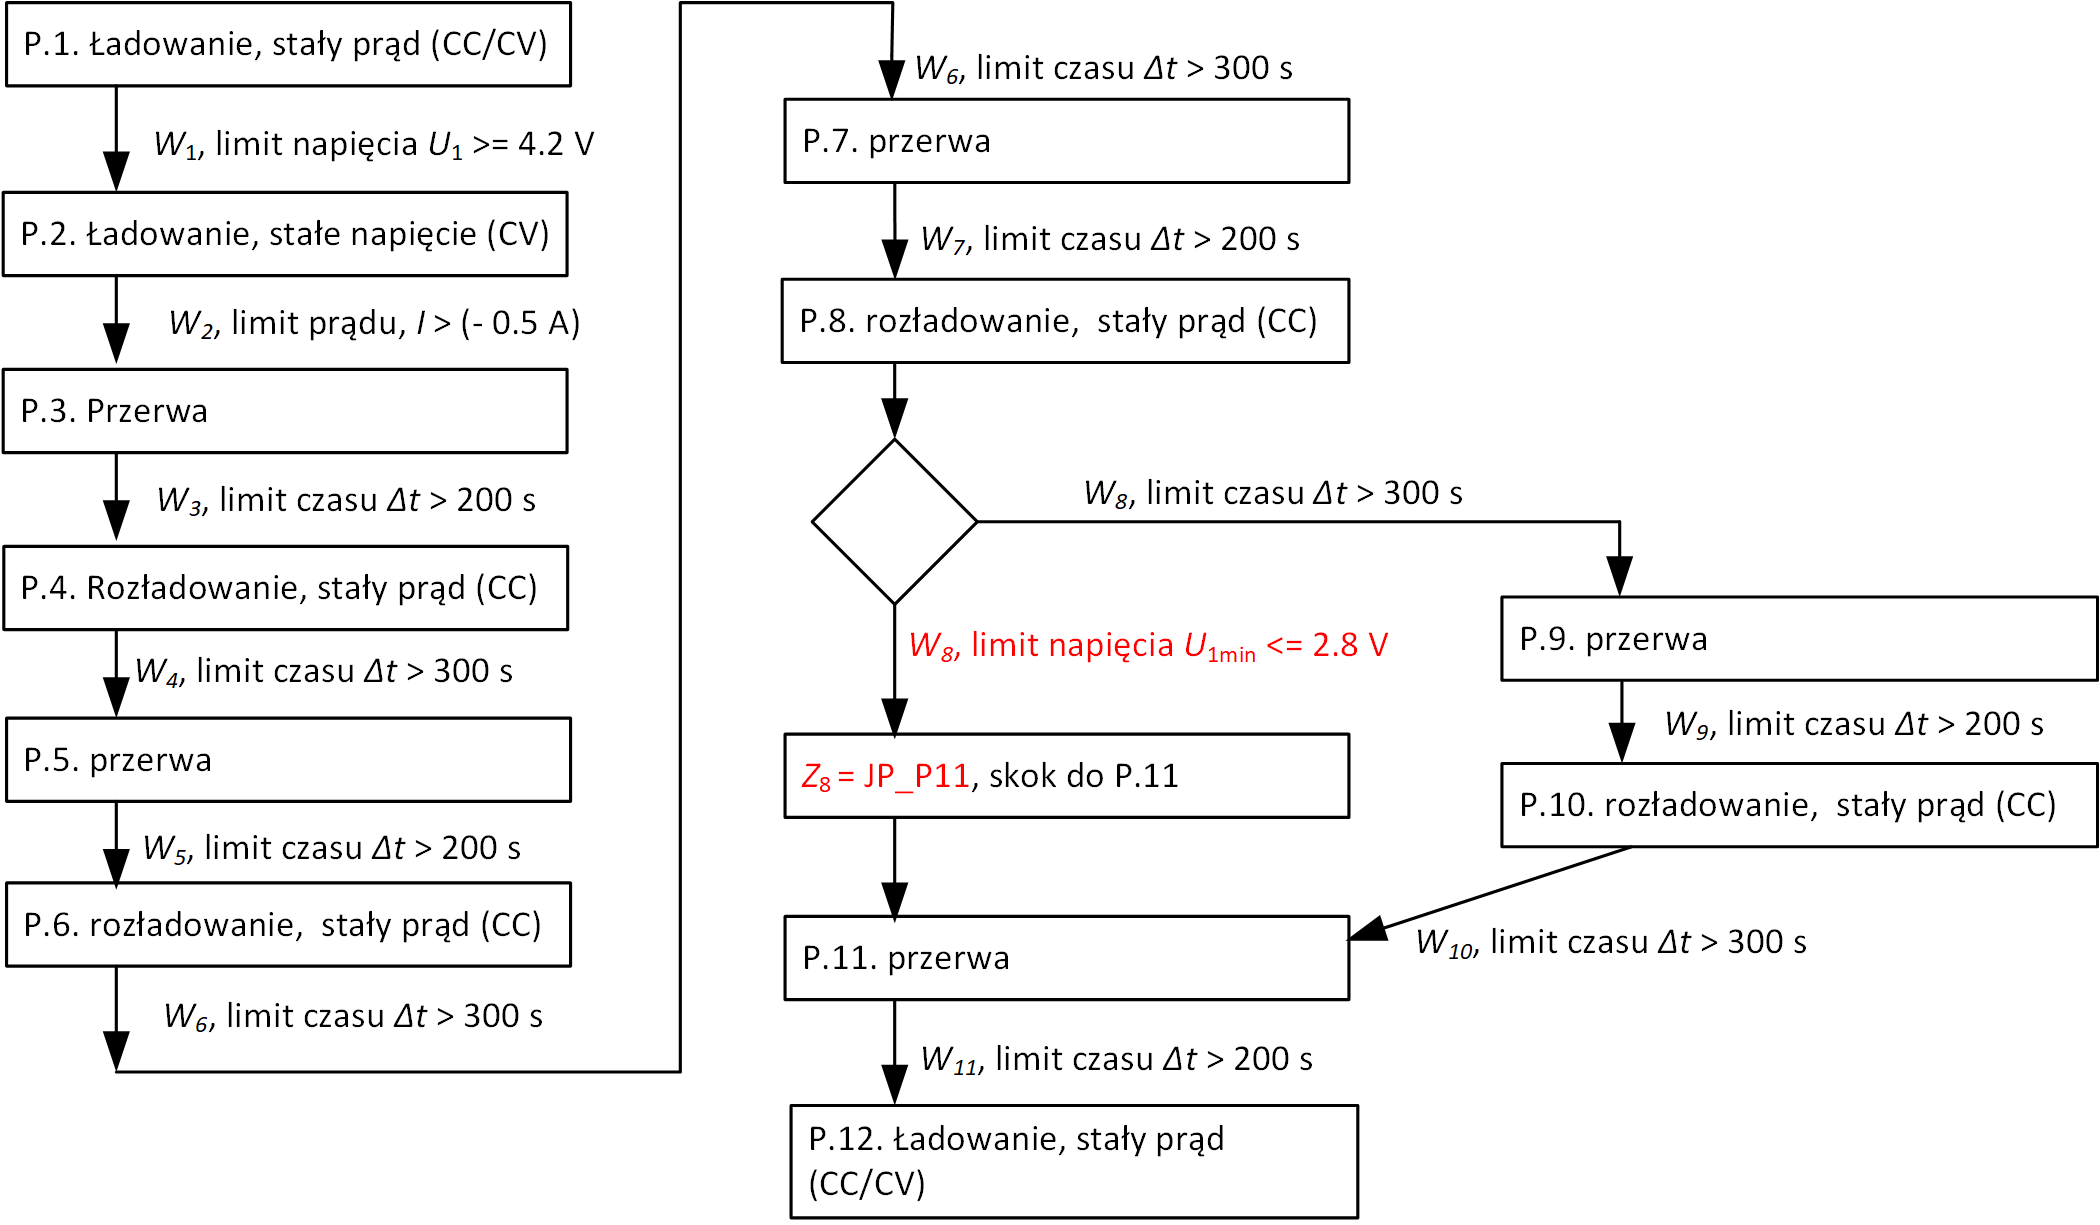 P.1. Ładowanie, stały prąd (CC/CV)
W1, limit napięcia U1 >= 4.2 V
P.2. Ładowanie, stałe napięcie (CV)
W2, limit prądu, I > (- 0.5 A)
P.3. Przerwa
W3, limit czasu Δt > 200 s
P.4. Rozładowanie, stały prąd (CC)
W4, limit czasu Δt > 300 s
P.5. przerwa
W5, limit czasu Δt > 200 s
P.6. rozładowanie, stały prąd (CC)
W6, limit czasu Δt > 300 s
W6, limit czasu Δt > 300 s
P.7. przerwa
W7, limit czasu Δt > 200 s
P.8. rozładowanie, stały prąd (CC)
W8, limit czasu Δt > 300 s
W8, limit napięcia U1min <= 2.8 V
Z8 = JP_P11, skok do P.11
P.9. przerwa
W9, limit czasu Δt > 200 s
P.10. rozładowanie, stały prąd (CC)
W10, limit czasu Δt > 300 s
P.11. przerwa
W11, limit czasu Δt > 200 s
P.12. Ładowanie, stały prąd
(CC/CV)